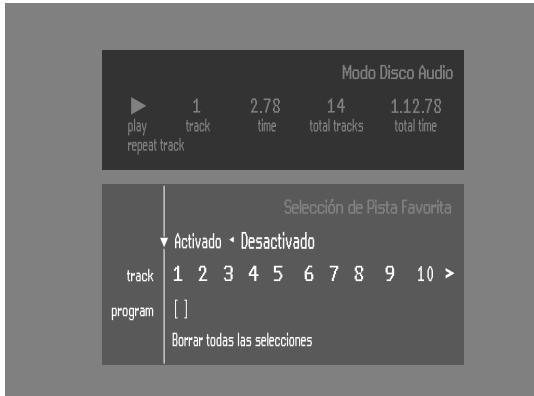 Modo Disco Audio
1 2.78 14 1.12.78
play track time total tracks total time
repeat track
Selección de Pista Favorita
Activado Desactivado
track 1 2 3 4 5 6 7 8 9 10 >
program [ ]
Borrar todas las selecciones